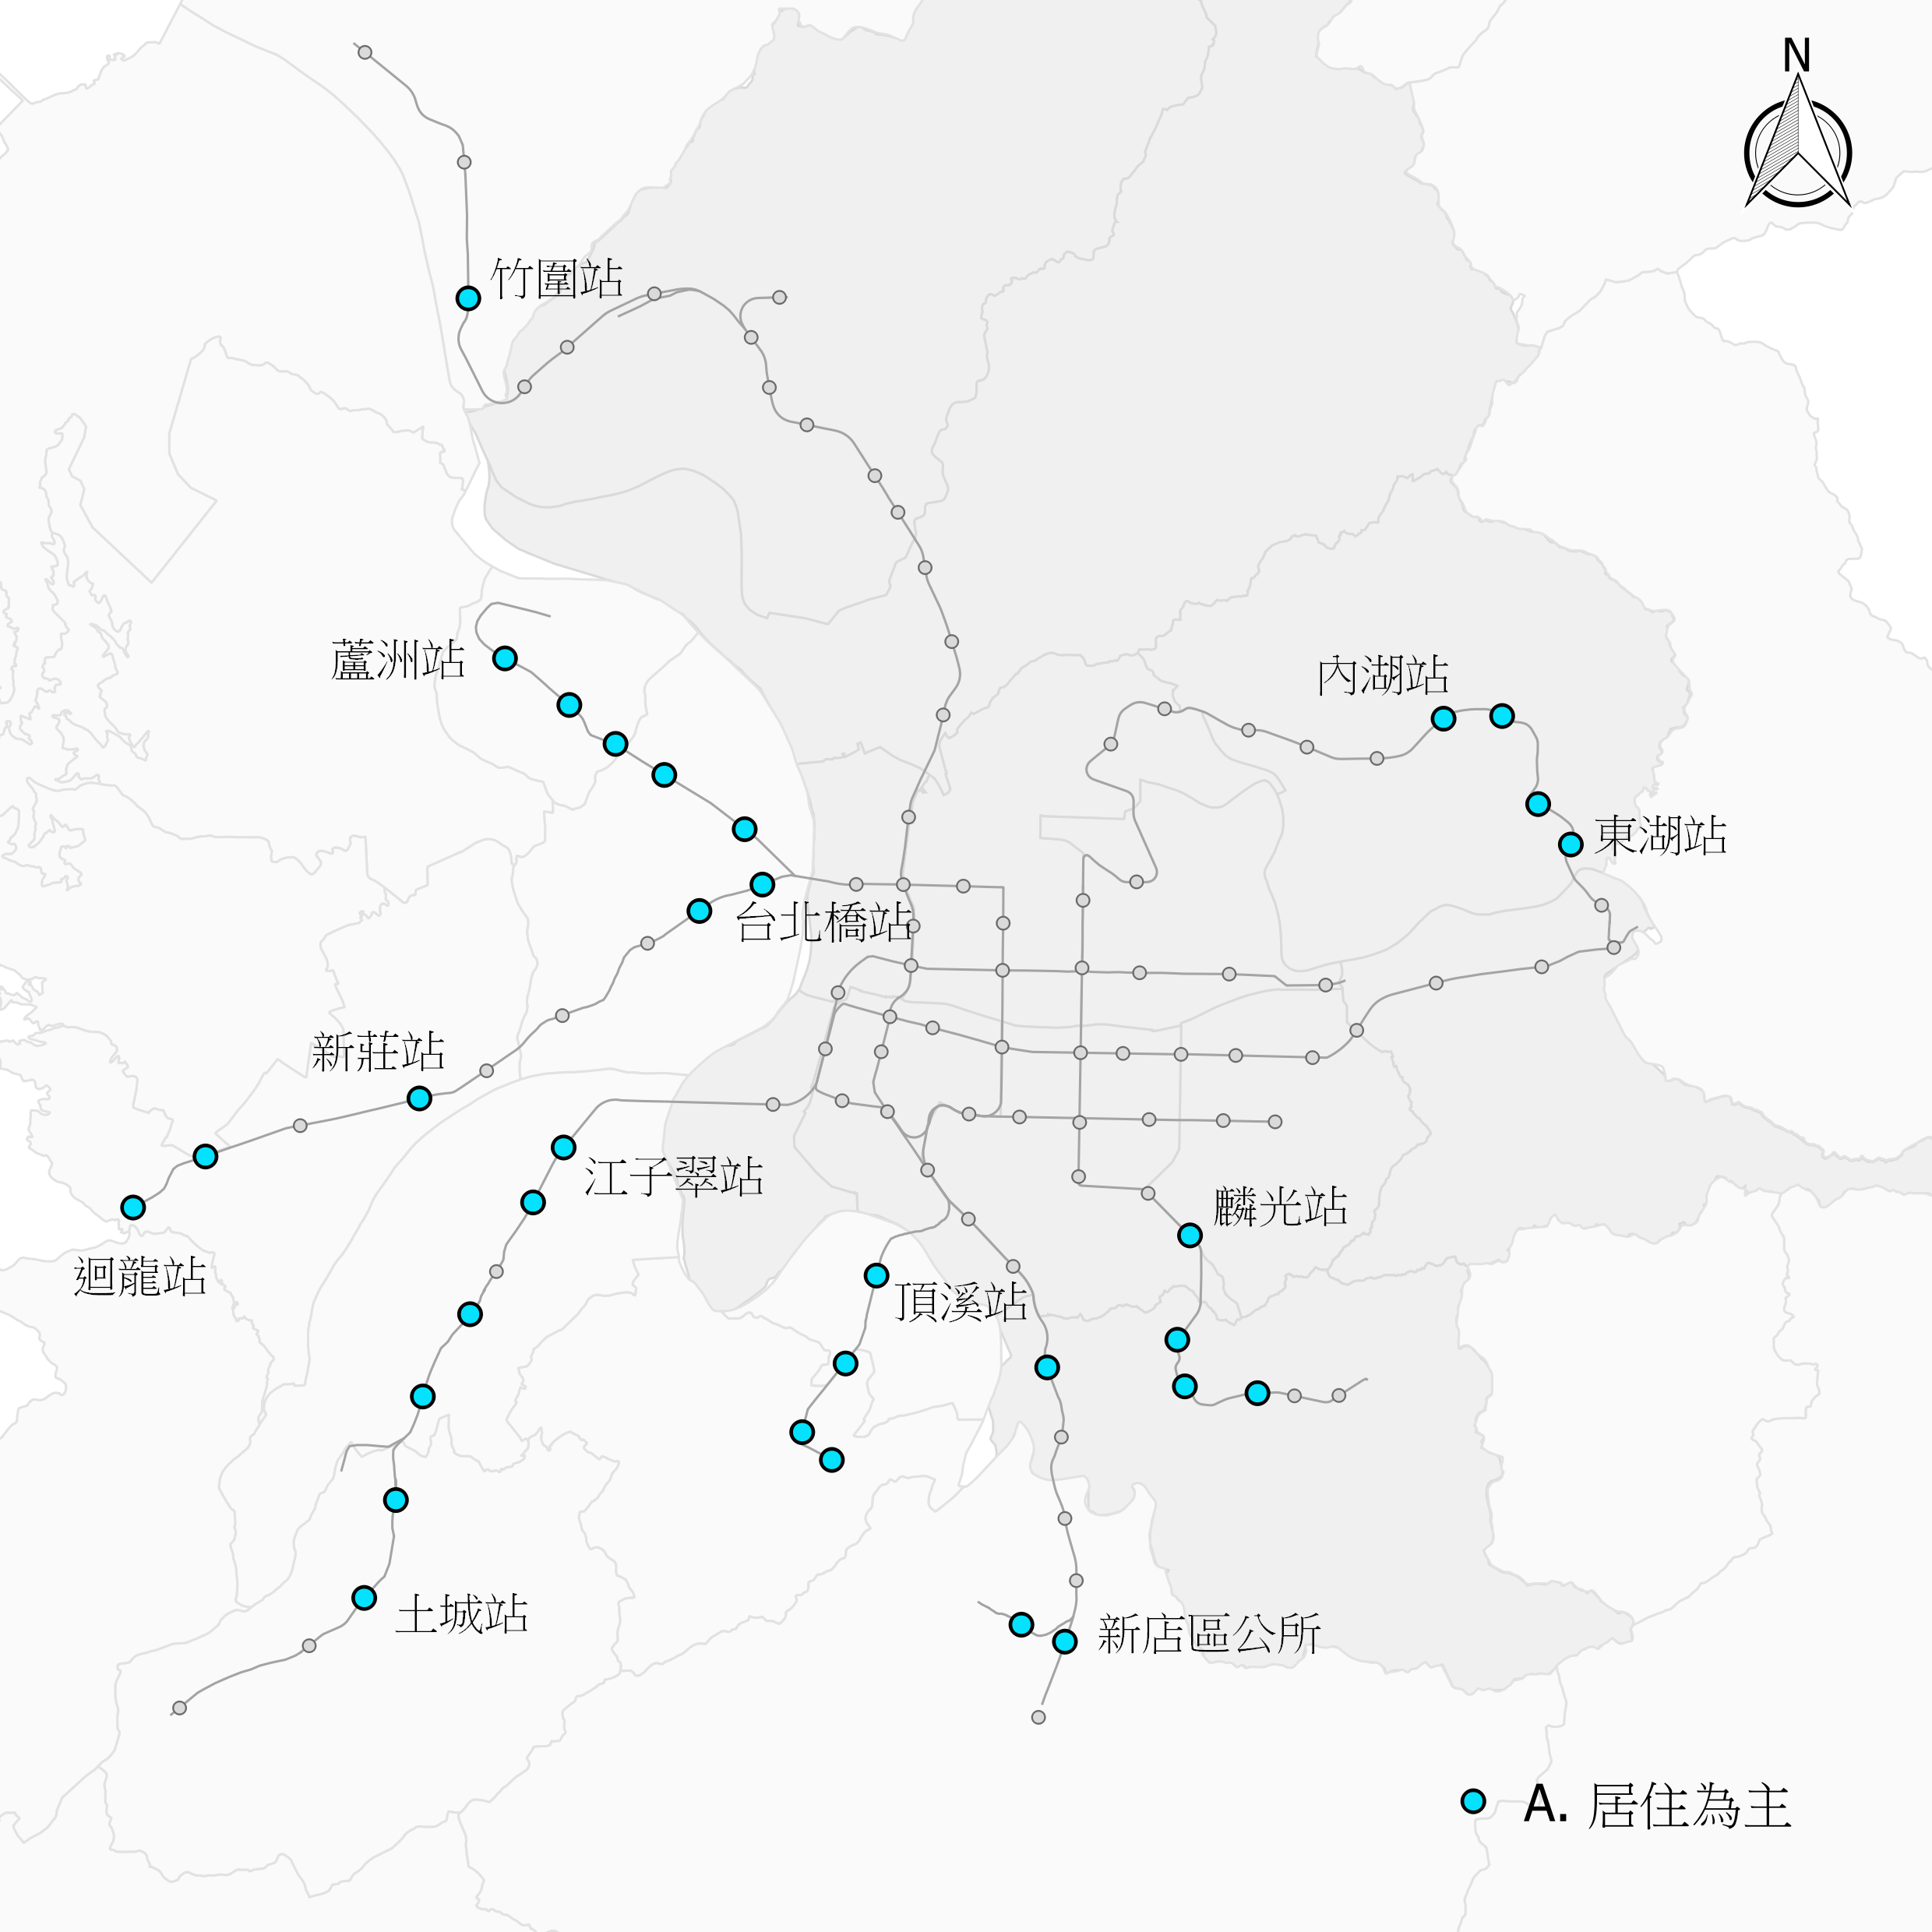 N
竹圍站
蘆洲站
內湖站
東湖站
台北橋站
新莊站
江子翠站
麟光站
迴龍站
頂溪站
土城站
新店區公所
A. 居住為主